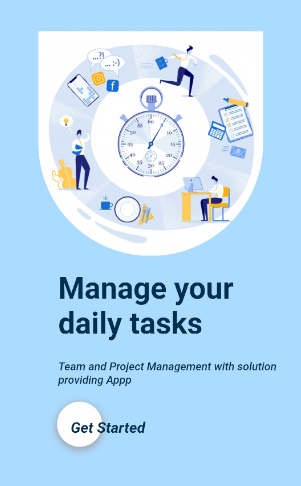 ...?!
... :-)
f
Manage your
daily tasks
Team and Project Management with solution
providing Appp
Get Started